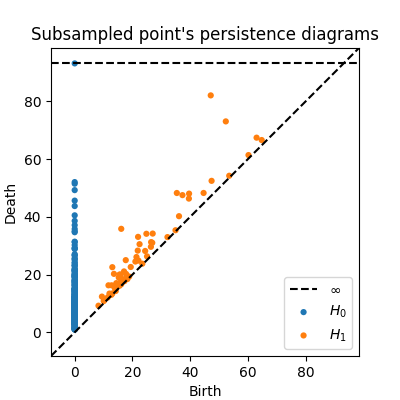 Subsampled point's persistence diagrams
Death
80
60
40
20
0
0 20 40 60 80
Birth
∞
H₀
H₁